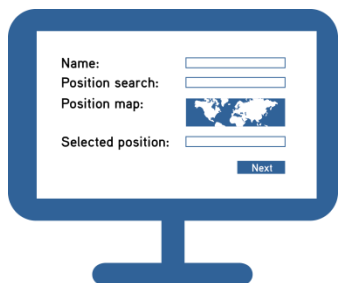 Name:
Position search:
Position map:
Selected position:
Next